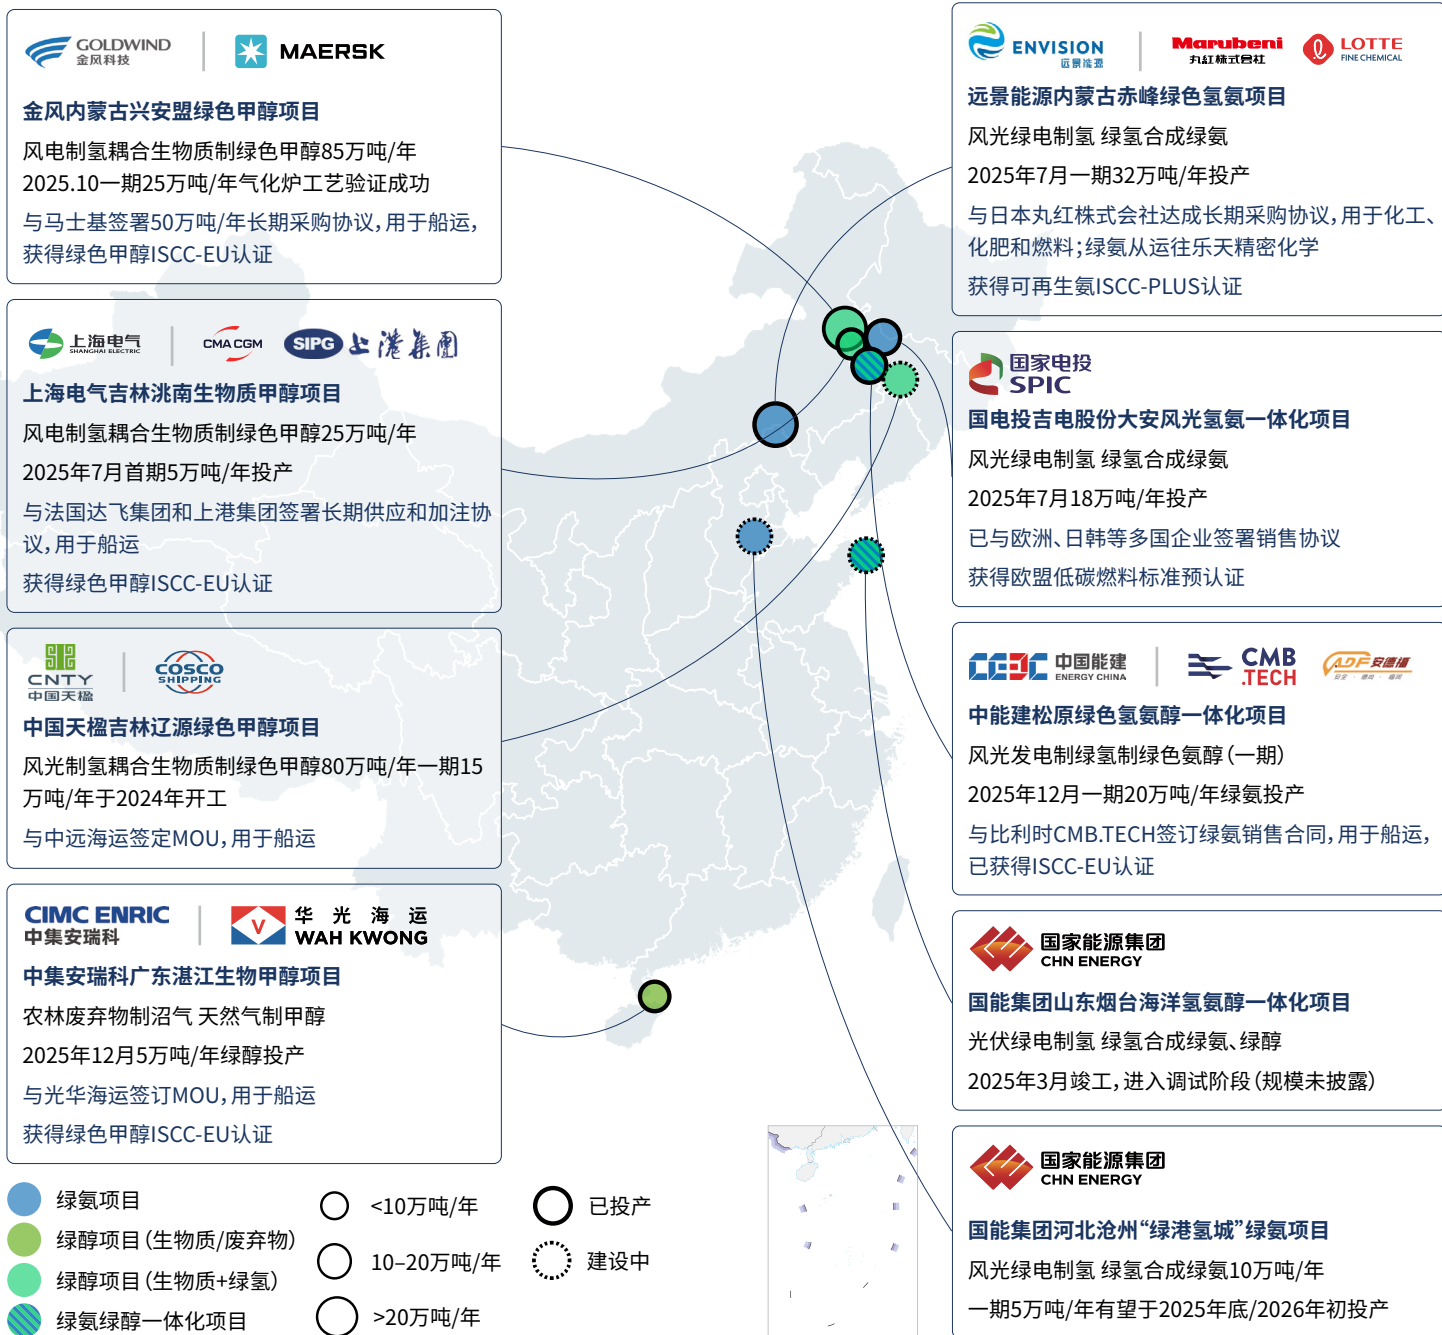 GOLDWIND
金风科技
MAERSK
金风内蒙古兴安盟绿色甲醇项目
风电制氢耦合生物质制绿色甲醇85万吨/年
2025.10一期25万吨/年气化炉工艺验证成功
与马士基签署50万吨/年长期采购协议,用于船运,
获得绿色甲醇ISCC-EU认证
上海电气
SHANGHAI ELECTRIC
CMA CGM
SIPG 上港集團
上海电气吉林洮南生物质甲醇项目
风电制氢耦合生物质制绿色甲醇25万吨/年
2025年7月首期5万吨/年投产
与法国达飞集团和上港集团签署长期供应和加注协
议,用于船运
获得绿色甲醇ISCC-EU认证
CNTY
中国天楹
COSCO
SHIPPING
中国天楹吉林辽源绿色甲醇项目
风光制氢耦合生物质制绿色甲醇80万吨/年一期15
万吨/年于2024年开工
与中远海运签定MOU,用于船运
CIMC ENRIC
中集安瑞科
V
华光海运
WAH KWONG
中集安瑞科广东湛江生物甲醇项目
农林废弃物制沼气 天然气制甲醇
2025年12月5万吨/年绿醇投产
与光华海运签订MOU,用于船运
获得绿色甲醇ISCC-EU认证
绿氨项目
绿醇项目(生物质/废弃物)
绿醇项目(生物质+绿氢)
绿氨绿醇一体化项目
<10万吨/年
10–20万吨/年
>20万吨/年
已投产
建设中
ENVISION
远景能源
Marubeni
丸紅株式会社
LOTTE
FINE CHEMICAL
远景能源内蒙古赤峰绿色氢氨项目
风光绿电制氢 绿氢合成绿氨
2025年7月一期32万吨/年投产
与日本丸红株式会社达成长期采购协议,用于化工、
化肥和燃料;绿氨从运往乐天精密化学
获得可再生氨ISCC-PLUS认证
国家电投
SPIC
国电投吉电股份大安风光氢氨一体化项目
风光绿电制氢 绿氢合成绿氨
2025年7月18万吨/年投产
已与欧洲、日韩等多国企业签署销售协议
获得欧盟低碳燃料标准预认证
CEEC
中国能建
ENERGY CHINA
CMB
.TECH
ADF安德福
安全·德润·福润
中能建松原绿色氢氨醇一体化项目
风光发电制绿氢制绿色氨醇(一期)
2025年12月一期20万吨/年绿氨投产
与比利时CMB.TECH签订绿氨销售合同,用于船运,
已获得ISCC-EU认证
国家能源集团
CHN ENERGY
国能集团山东烟台海洋氢氨醇一体化项目
光伏绿电制氢 绿氢合成绿氨、绿醇
2025年3月竣工,进入调试阶段(规模未披露)
国家能源集团
CHN ENERGY
国能集团河北沧州“绿港氢城”绿氨项目
风光绿电制氢 绿氢合成绿氨10万吨/年
一期5万吨/年有望于2025年底/2026年初投产